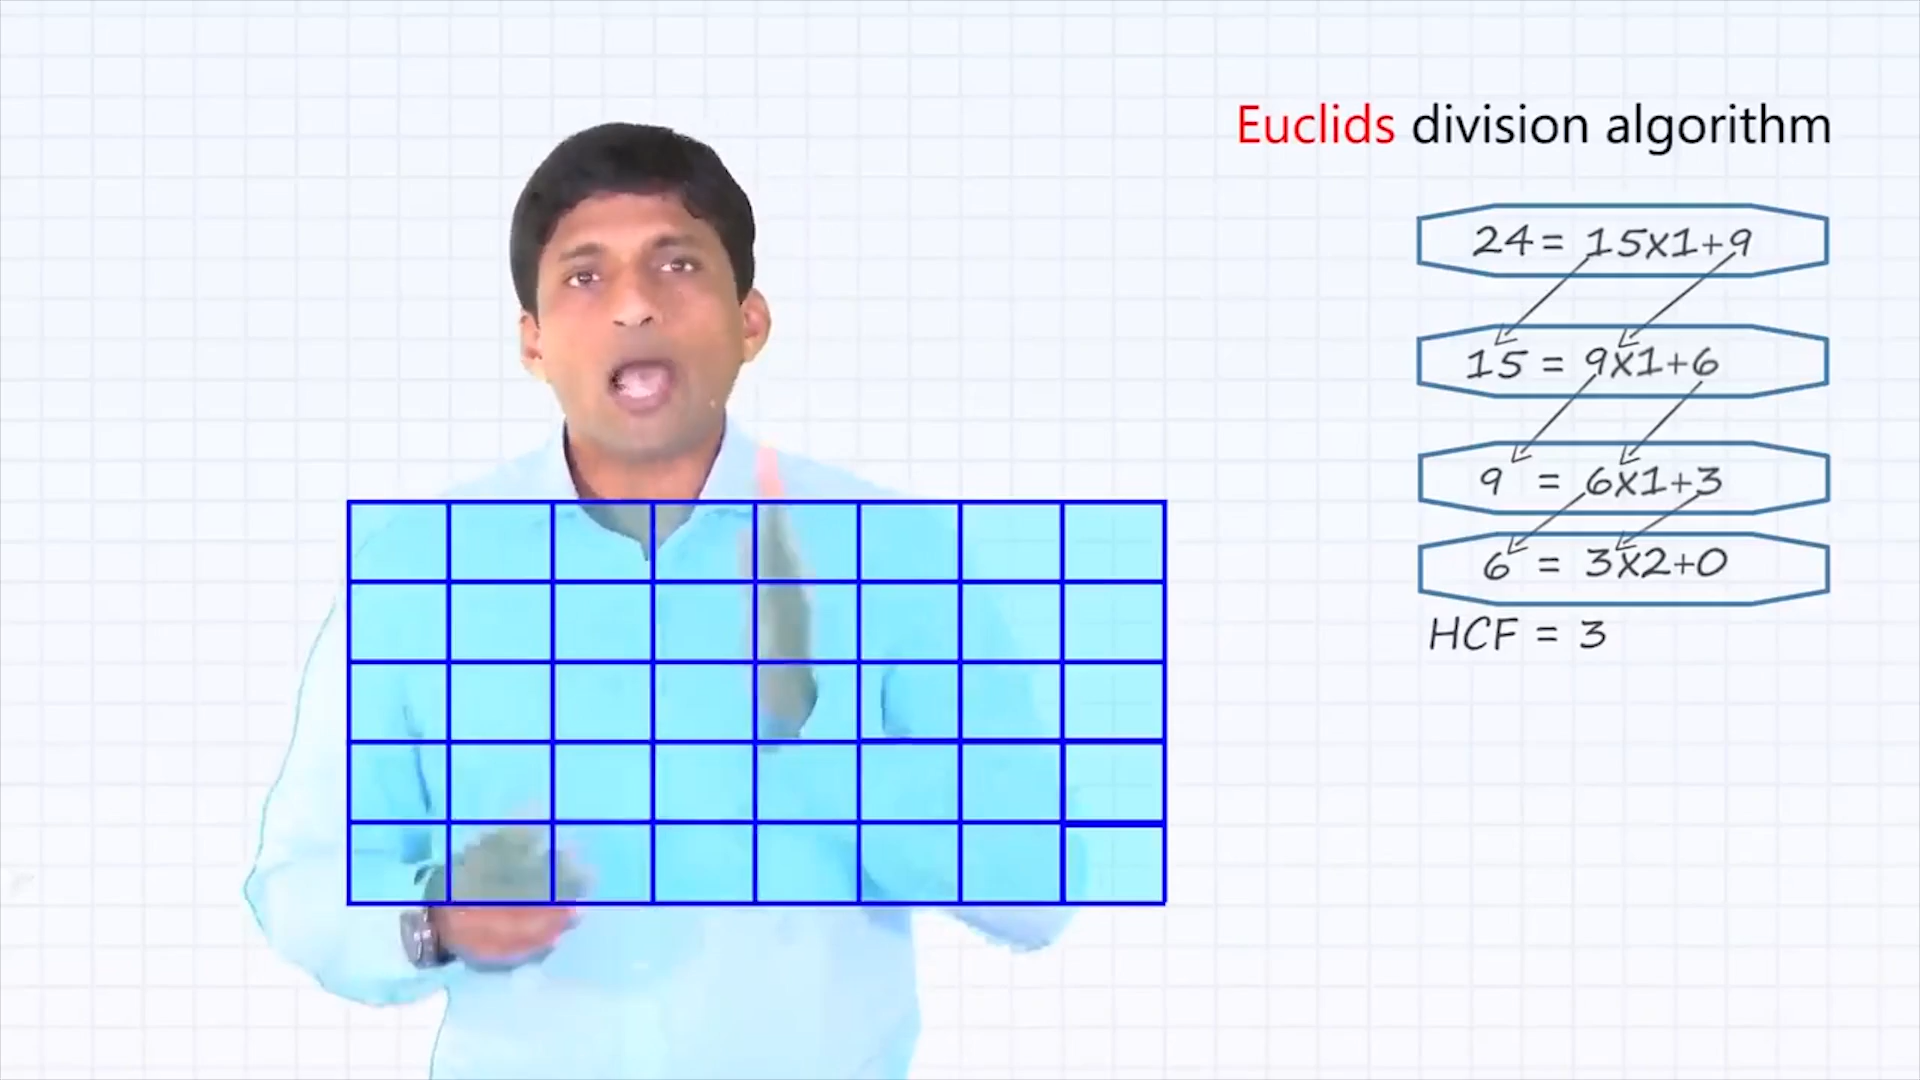 Euclids division algorithm
24 = 15x1+9
15 = 9x1+6
9 = 6x1+3
6 = 3x2+0
HCF = 3